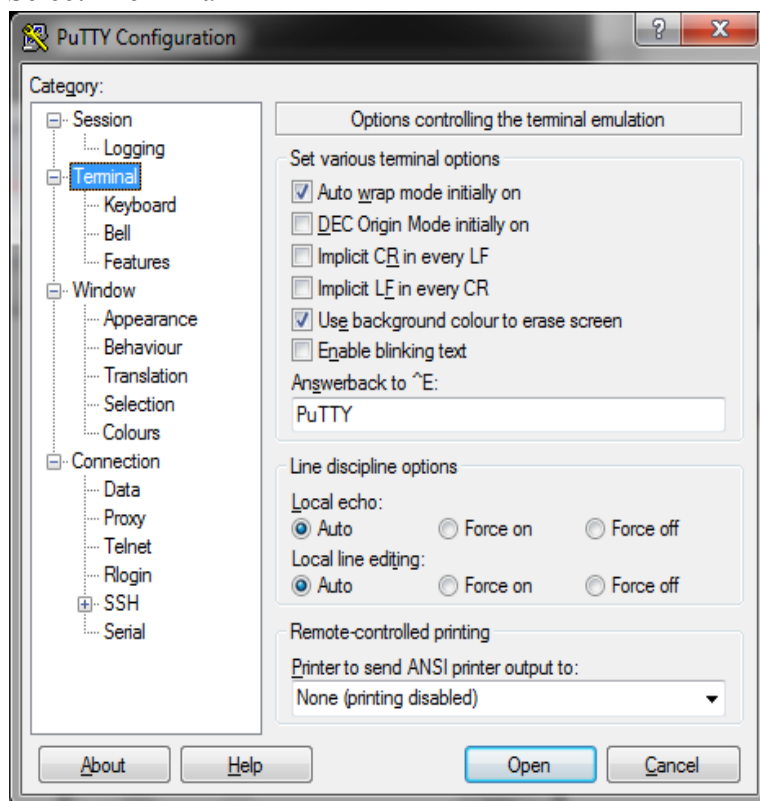 PuTTY Configuration
Category:
Session
Logging
Terminal
Keyboard
Bell
Features
Window
Appearance
Behaviour
Translation
Selection
Colours
Connection
Data
Proxy
Telnet
Rlogin
SSH
Serial
Options controlling the terminal emulation
Set various terminal options
Auto wrap mode initially on
DEC Origin Mode initially on
Implicit CR in every LF
Implicit LF in every CR
Use background colour to erase screen
Enable blinking text
Answerback to ^E:
PuTTY
Line discipline options
Local echo:
Auto Force on Force off
Local line editing:
Auto Force on Force off
Remote-controlled printing
Printer to send ANSI printer output to:
None (printing disabled)
About Help Open Cancel